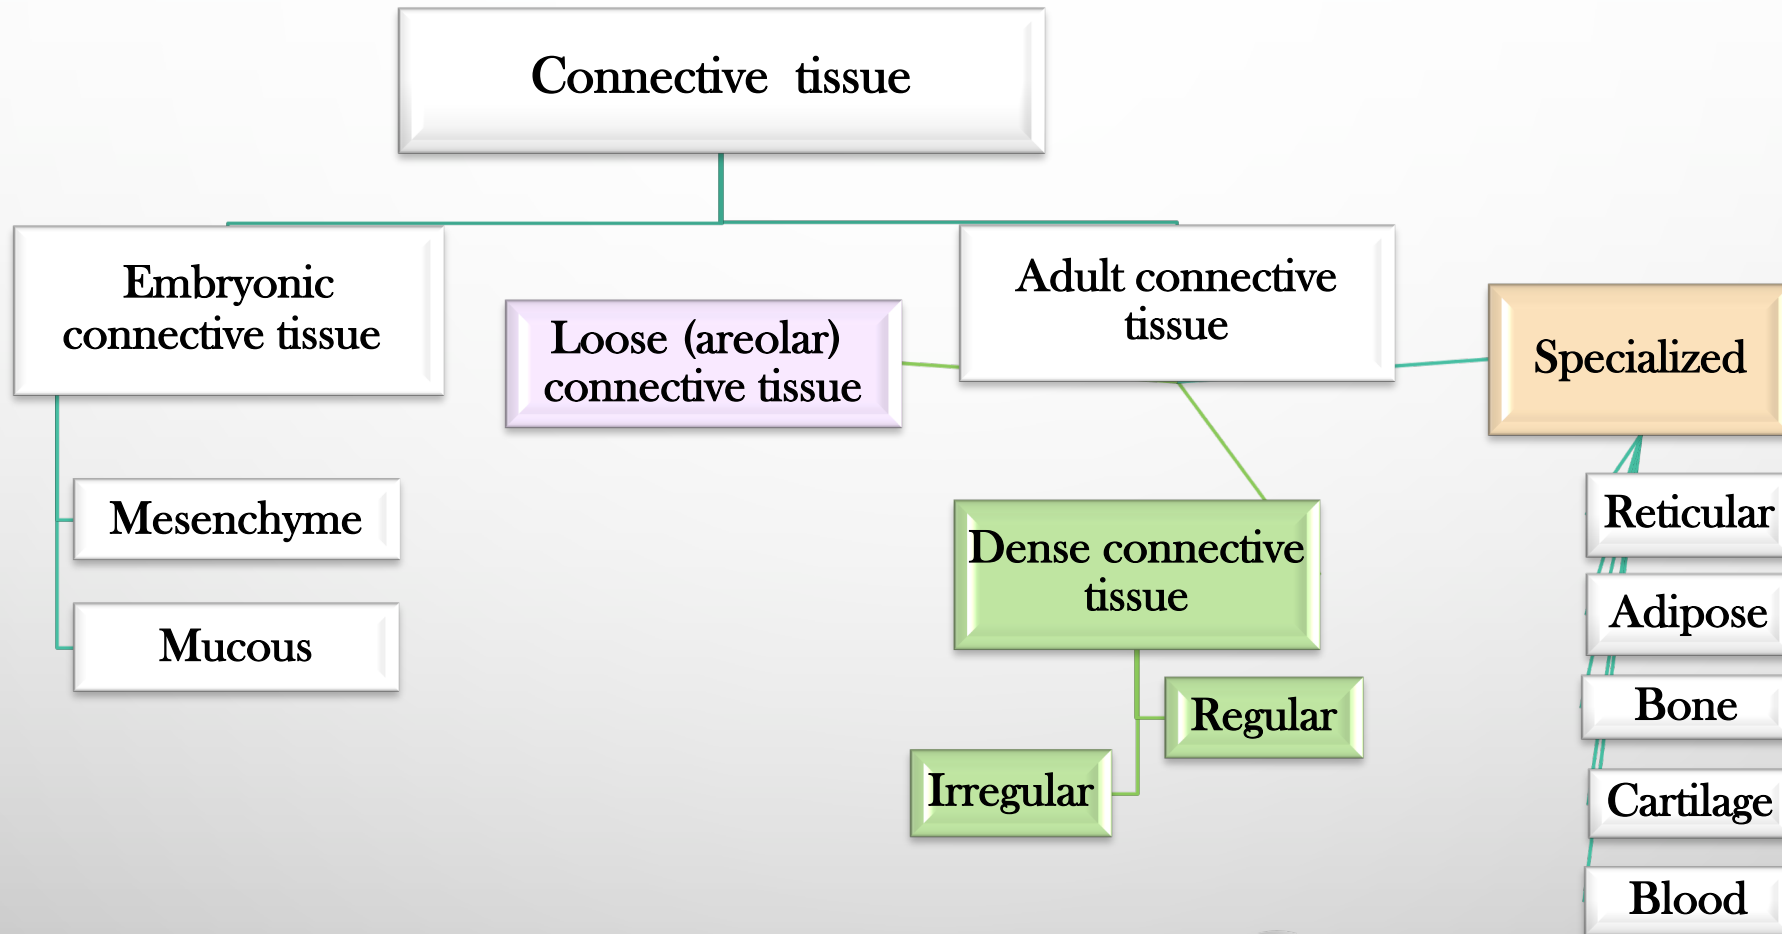 Connective tissue
Embryonic
connective tissue
Loose (areolar)
connective tissue
Adult connective
tissue
Specialized
Mesenchyme
Mucous
Dense connective
tissue
Regular
Irregular
Reticular
Adipose
Bone
Cartilage
Blood